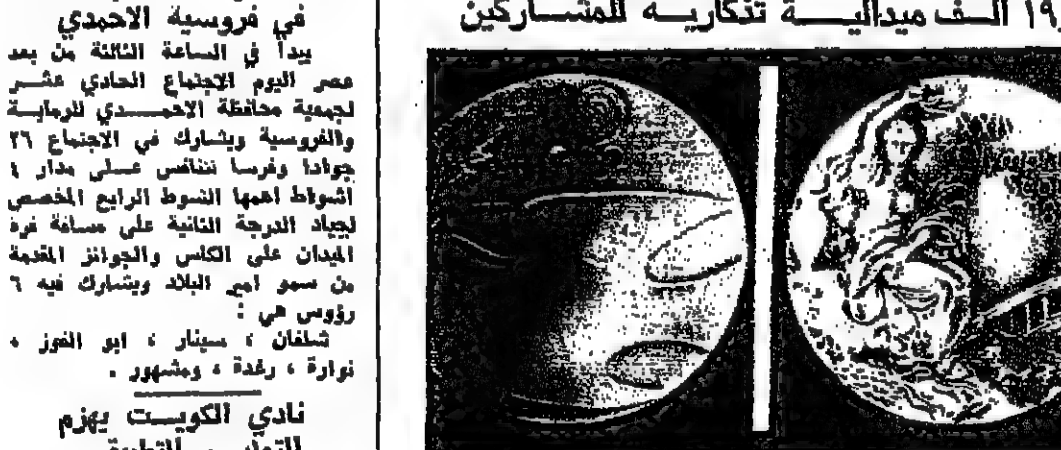 ١٩ الف ميدالية تذكارية للمشاركين
في فروسية الاحمدي
يبدأ في الساعة الثالثة من بعد
عصر اليوم الاجتماع الحادي عشر
لجمعية محافظة الاحمدي للرماية
والفروسية ويشارك في الاجتماع ٢٦
جوادا وفرسا تتنافس على مدار ٤
اشواط اهمها الشوط الرابع المخصص
لجياد الدرجة الثانية على مسافة
الميدان على الكاس والجوائز المقدمة
من سمو امير البلاد ويشارك فيه ٦
رؤوس هي :
شلفان ، سينار ، ابو الفوز ،
نوارة ، رغدة ، ومشهور .
نادي الكويت يهزم